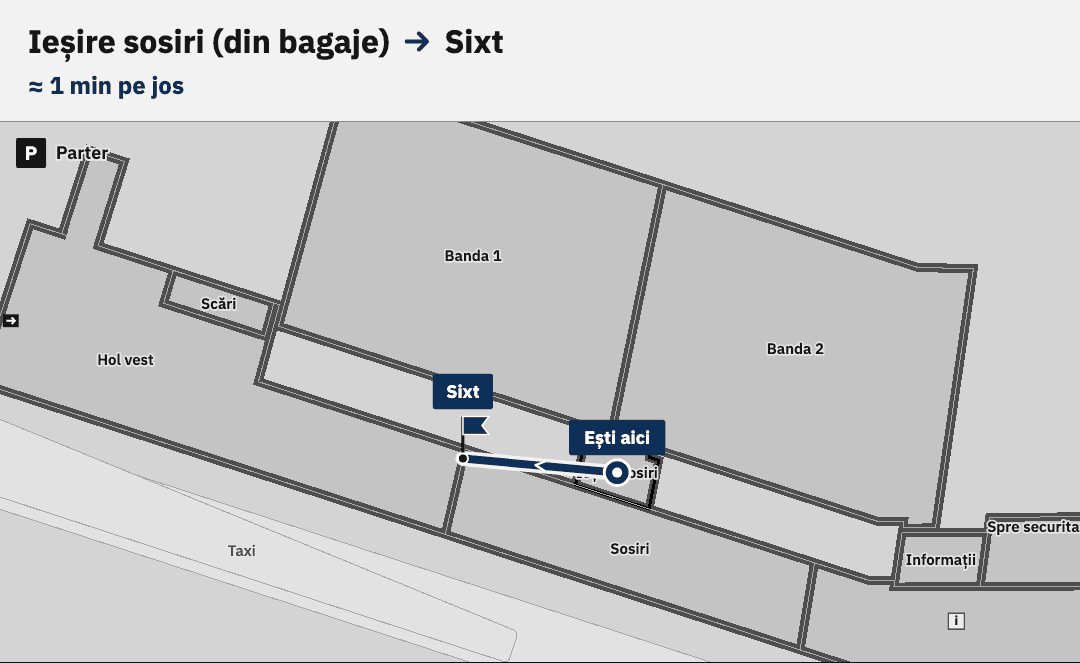 Ieșire sosiri (din bagaje) → Sixt
≈ 1 min pe jos
P Parter
Banda 1
Scări
Banda 2
Hol vest
Sixt
Ești aici
Sosiri
Spre securita
Informații
Taxi
i